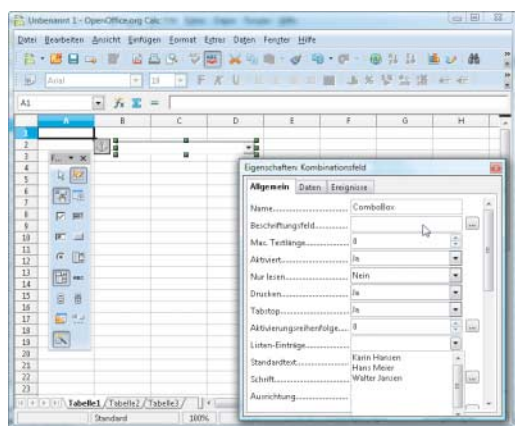 Unbenannt 1 - OpenOffice.org Calc
Datei Bearbeiten Ansicht Einfügen Format Extras Daten Fenster Hilfe
Arial 10 F K U
A1 fx Σ =
A B C D E F G H
1
2
3
4
5
6
7
8
9
10
11
12
13
14
15
16
17
18
19
20
21
22
23
F...
Eigenschaften: Kombinationsfeld
Allgemein Daten Ereignisse
Name ComboBox
Beschriftungsfeld
Max. Textlänge 0
Aktiviert Ja
Nur lesen Nein
Drucken Ja
Tabstop Ja
Aktivierungsreihenfolge 0
Listen-Einträge
Karin Hansen
Hans Meier
Walter Jansen
Standardtext
Schrift
Ausrichtung
Tabelle1 Tabelle2 Tabelle3
Standard 100%